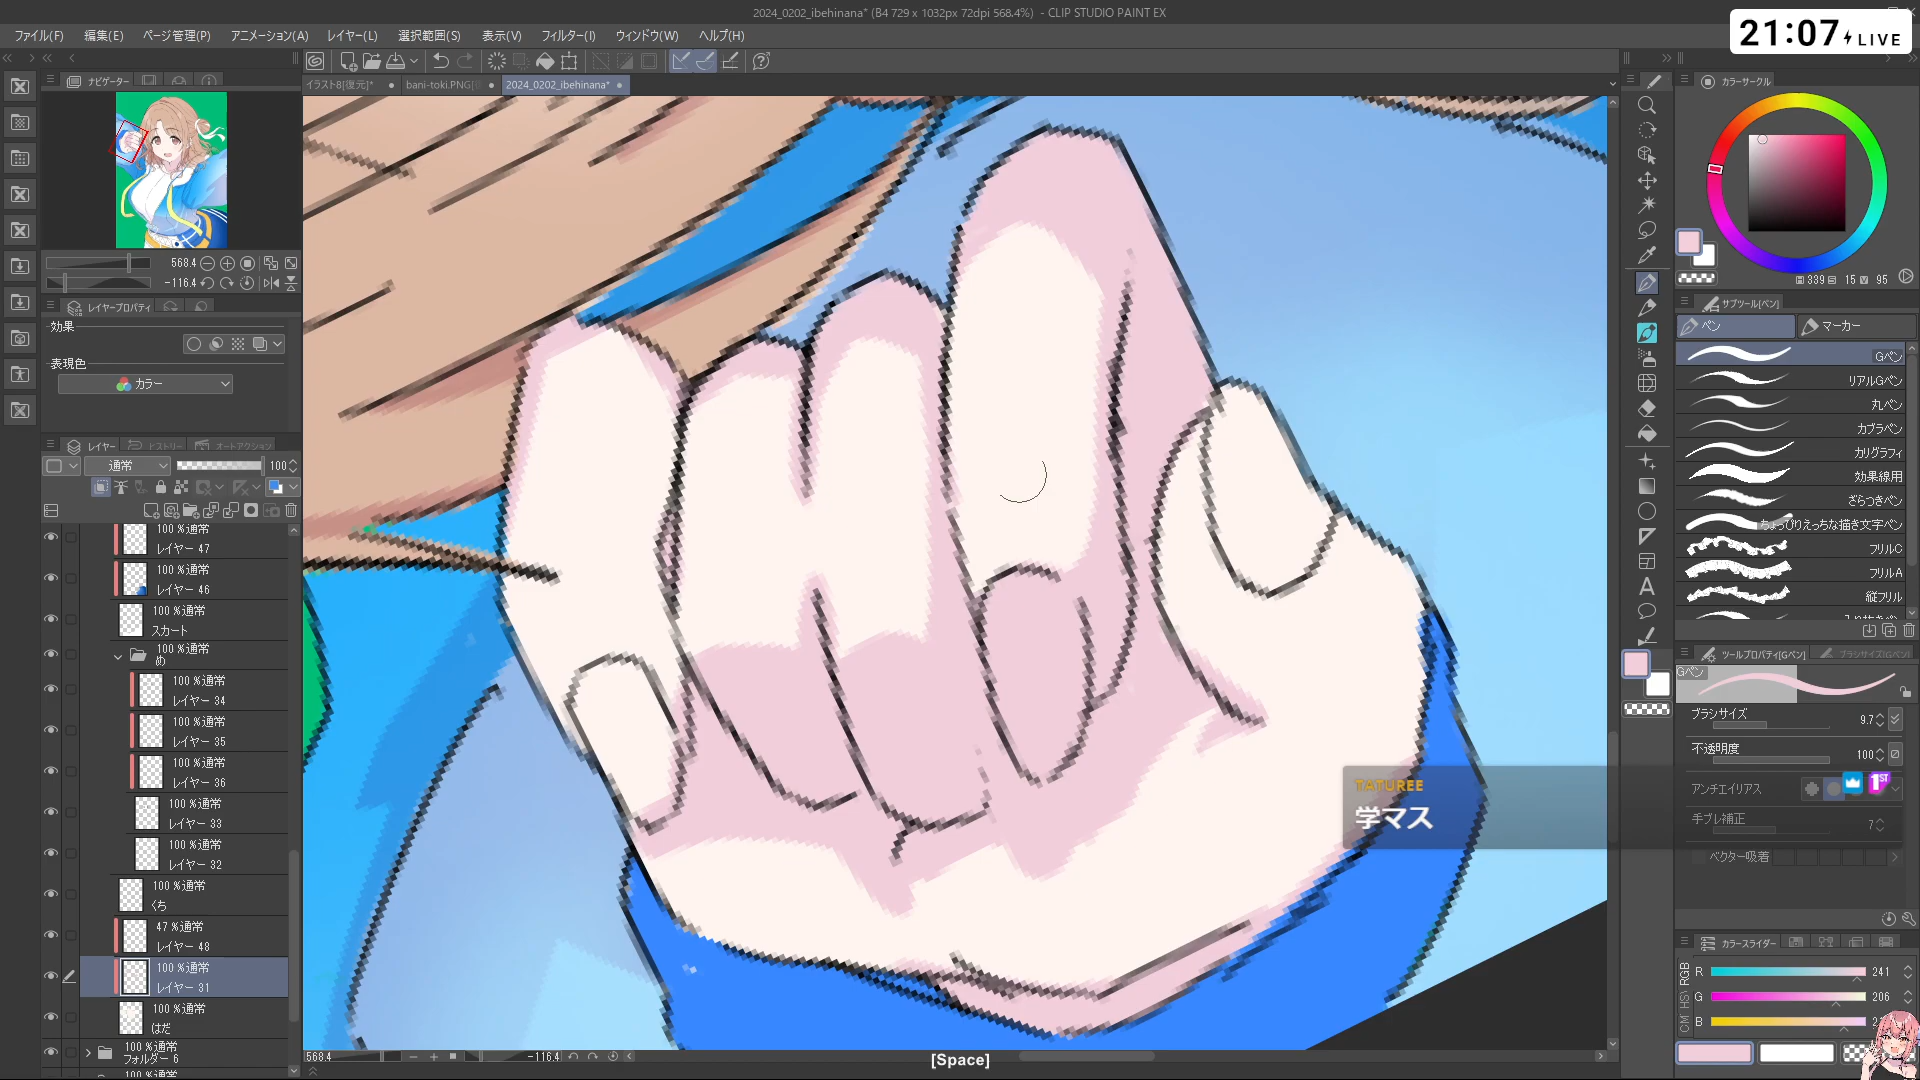 2024_0202_ibehinana* (B4 729 x 1032px 72dpi 568.4%) - CLIP STUDIO PAINT EX
21:07 LIVE
ファイル(F) 編集(E) ページ管理(P) アニメーション(A) レイヤー(L) 選択範囲(S) 表示(V) フィルター(I) ウィンドウ(W) ヘルプ(H)
イラスト8[復元]* bani-toki.PNG[ 2024_0202_ibehinana*
ナビゲーター
568.4
-116.4
レイヤープロパティ
効果
表現色
カラー
レイヤー ヒストリー オートアクション
通常 100
100 %通常
レイヤー 47
100 %通常
レイヤー 46
100 %通常
スカート
100 %通常
め
100 %通常
レイヤー 34
100 %通常
レイヤー 35
100 %通常
レイヤー 36
100 %通常
レイヤー 33
100 %通常
レイヤー 32
100 %通常
くち
47 %通常
レイヤー 48
100 %通常
レイヤー 31
100 %通常
はだ
100 %通常
フォルダー 6
100 %通常
568.4 -116.4
[Space]
TATUREE
学マス
カラーサークル
339 15 95
サブツール[ペン]
ペン マーカー
Gペン
リアルGペン
丸ペン
カブラペン
カリグラフィ
効果線用
ざらつきペン
ちょっぴりえっちな描き文字ペン
フリルC
フリルA
縦フリル
ツールプロパティ[Gペン] ブラシサイズ[Gペン]
Gペン
ブラシサイズ 9.7
不透明度 100
アンチエイリアス 1ST
手ブレ補正 7
ベクター吸着
カラースライダー
RGB
R 241
G 206
B